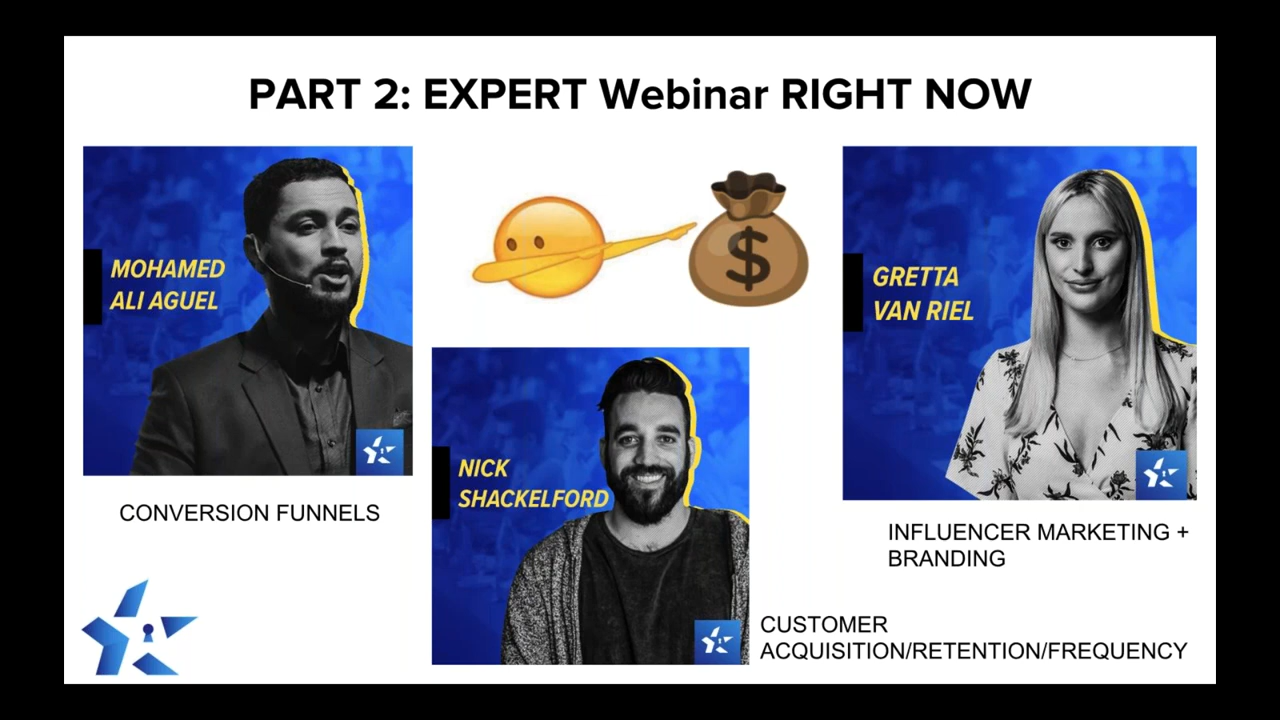 PART 2: EXPERT Webinar RIGHT NOW
MOHAMED
ALI AGUEL
CONVERSION FUNNELS
$
NICK
SHACKELFORD
CUSTOMER
ACQUISITION/RETENTION/FREQUENCY
GRETTA
VAN RIEL
INFLUENCER MARKETING +
BRANDING